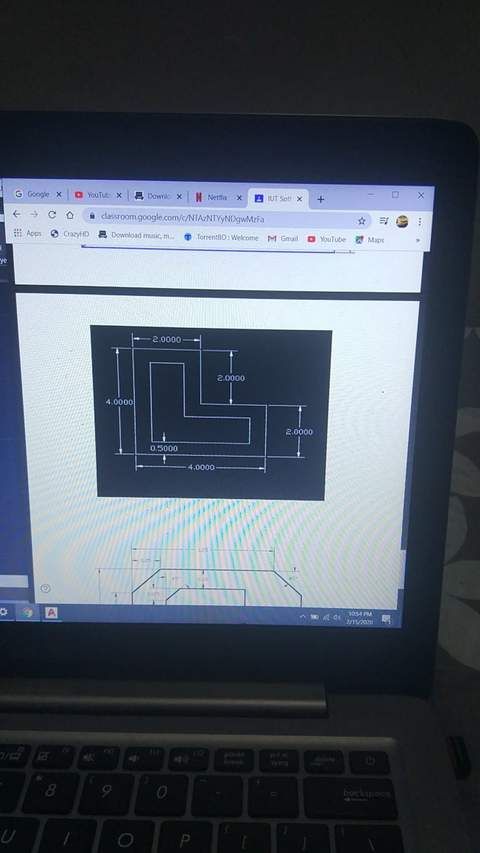 Google
YouTub
Downlo
Netflix
IUT Soft
classroom.google.com/c/NTAzNTYyNDgwMzFa
Apps
CrazyHD
Download music, m...
TorrentBD : Welcome
Gmail
YouTube
Maps
»
2.0000
2.0000
4.0000
2.0000
0.5000
4.0000
10:54 PM
2/15/2020
backspace
8
9
0
-
=
U
I
O
P